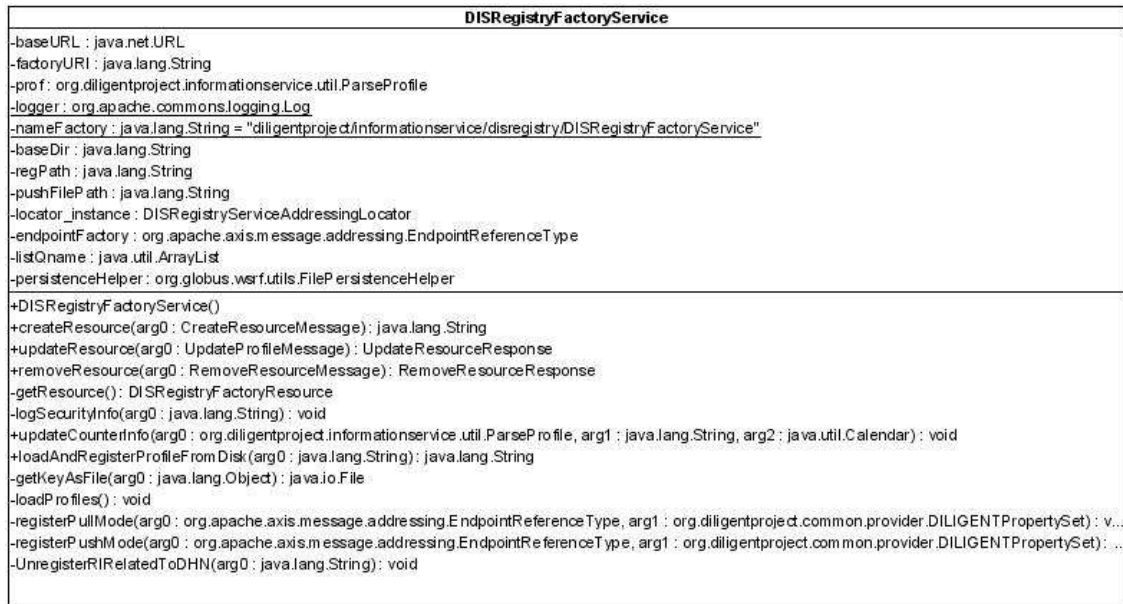 DISRegistryFactoryService
-baseURL : java.net.URL
-factoryURI : java.lang.String
-prof : org.diligentproject.informationservice.util.ParseProfile
-logger : org.apache.commons.logging.Log
-nameFactory : java.lang.String = "diligentproject/informationservice/disregistry/DISRegistryFactoryService"
-baseDir : java.lang.String
-regPath : java.lang.String
-pushFilePath : java.lang.String
-locator_instance : DISRegistryServiceAddressingLocator
-endpointFactory : org.apache.axis.message.addressing.EndpointReferenceType
-listQname : java.util.ArrayList
-persistenceHelper : org.globus.wsrf.utils.FilePersistenceHelper
+DISRegistryFactoryService()
+createResource(arg0 : CreateResourceMessage) : java.lang.String
+updateResource(arg0 : UpdateProfileMessage) : UpdateResourceResponse
+removeResource(arg0 : RemoveResourceMessage) : RemoveResourceResponse
-getResource() : DISRegistryFactoryResource
-logSecurityInfo(arg0 : java.lang.String) : void
+updateCounterInfo(arg0 : org.diligentproject.informationservice.util.ParseProfile, arg1 : java.lang.String, arg2 : java.util.Calendar) : void
+loadAndRegisterProfileFromDisk(arg0 : java.lang.String) : java.lang.String
-getKeyAsFile(arg0 : java.lang.Object) : java.io.File
-loadProfiles() : void
-registerPullMode(arg0 : org.apache.axis.message.addressing.EndpointReferenceType, arg1 : org.diligentproject.common.provider.DILIGENTPropertySet) : v...
-registerPushMode(arg0 : org.apache.axis.message.addressing.EndpointReferenceType, arg1 : org.diligentproject.common.provider.DILIGENTPropertySet) : ...
-UnregisterRIRelatedToDHN(arg0 : java.lang.String) : void